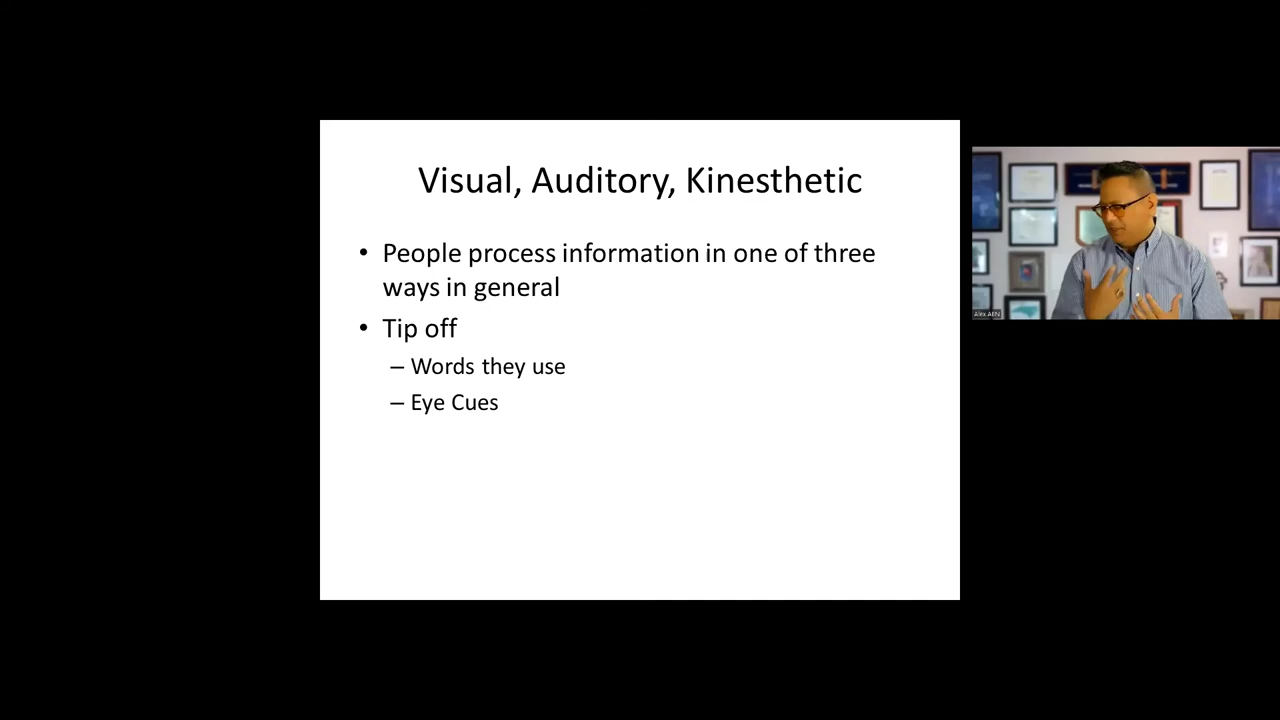 Visual, Auditory, Kinesthetic
• People process information in one of three
ways in general
• Tip off
– Words they use
– Eye Cues